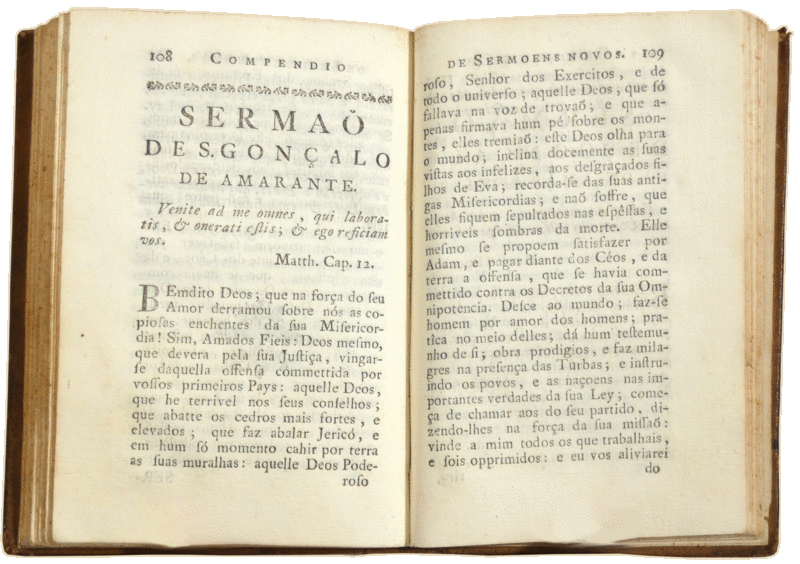 108 COMPENDIO
SERMAÕ
DE S. GONÇALO
DE AMARANTE.
Venite ad me omnes, qui labora-
tis, & onerati eſtis; & ego reficiam
vos.
Matth. Cap. 12.
BEmdito Deos; que na força do ſeu
Amor derramou ſobre nós as co-
pioſas enchentes da ſua Miſericor-
dia! Sim, Amados Fieis: Deos meſmo,
que devera pela ſua Juſtiça, vingar-
ſe daquella offenſa commettida por
voſſos primeiros Pays: aquelle Deos,
que he terrivel nos ſeus conſelhos;
que abatte os cedros mais fortes, e
elevados; que faz abalar Jericó, e
em hum ſó momento cahir por terra
as ſuas muralhas: aquelle Deos Pode-
roſo
DE SERMOENS NOVOS. 109
roſo, Senhor dos Exercitos, e de
todo o univerſo; aquelle Deos, que ſó
fallava na voz de trovaõ; e que a-
penas firmava hum pé ſobre os mon-
tes, elles tremiaõ: eſte Deos olha para
o mundo; inclina docemente as ſuas
viſtas aos infelizes, aos deſgraçados fi-
lhos de Eva; recorda-ſe das ſuas anti-
gas Miſericordias; e naõ ſoffre, que
elles fiquem ſepultados nas eſpêſſas, e
horriveis ſombras da morte. Elle
meſmo ſe propoem ſatisfazer por
Adam, e pagar diante dos Céos, e da
terra a offenſa, que ſe havia com-
mettido contra os Decretos da ſua Om-
nipotencia. Deſce ao mundo; faz-ſe
homem por amor dos homens; pra-
tica no meio delles; dá hum teſtemu-
nho de ſi; obra prodigios, e faz mila-
gres na preſença das Turbas; e inſtru-
indo os povos, e as naçoens nas im-
portantes verdades da ſua Ley; come-
ça de chamar aos do ſeu partido, di-
zendo-lhes na força da ſua miſſaõ:
vinde a mim todos os que trabalhais,
e ſois opprimidos: e eu vos aliviarei
do